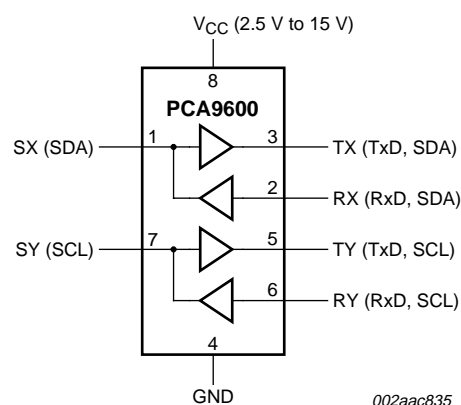 VCC (2.5 V to 15 V)
8
PCA9600
SX (SDA) 1 3 TX (TxD, SDA)
2 RX (RxD, SDA)
SY (SCL) 7 5 TY (TxD, SCL)
6 RY (RxD, SCL)
4
GND
002aac835